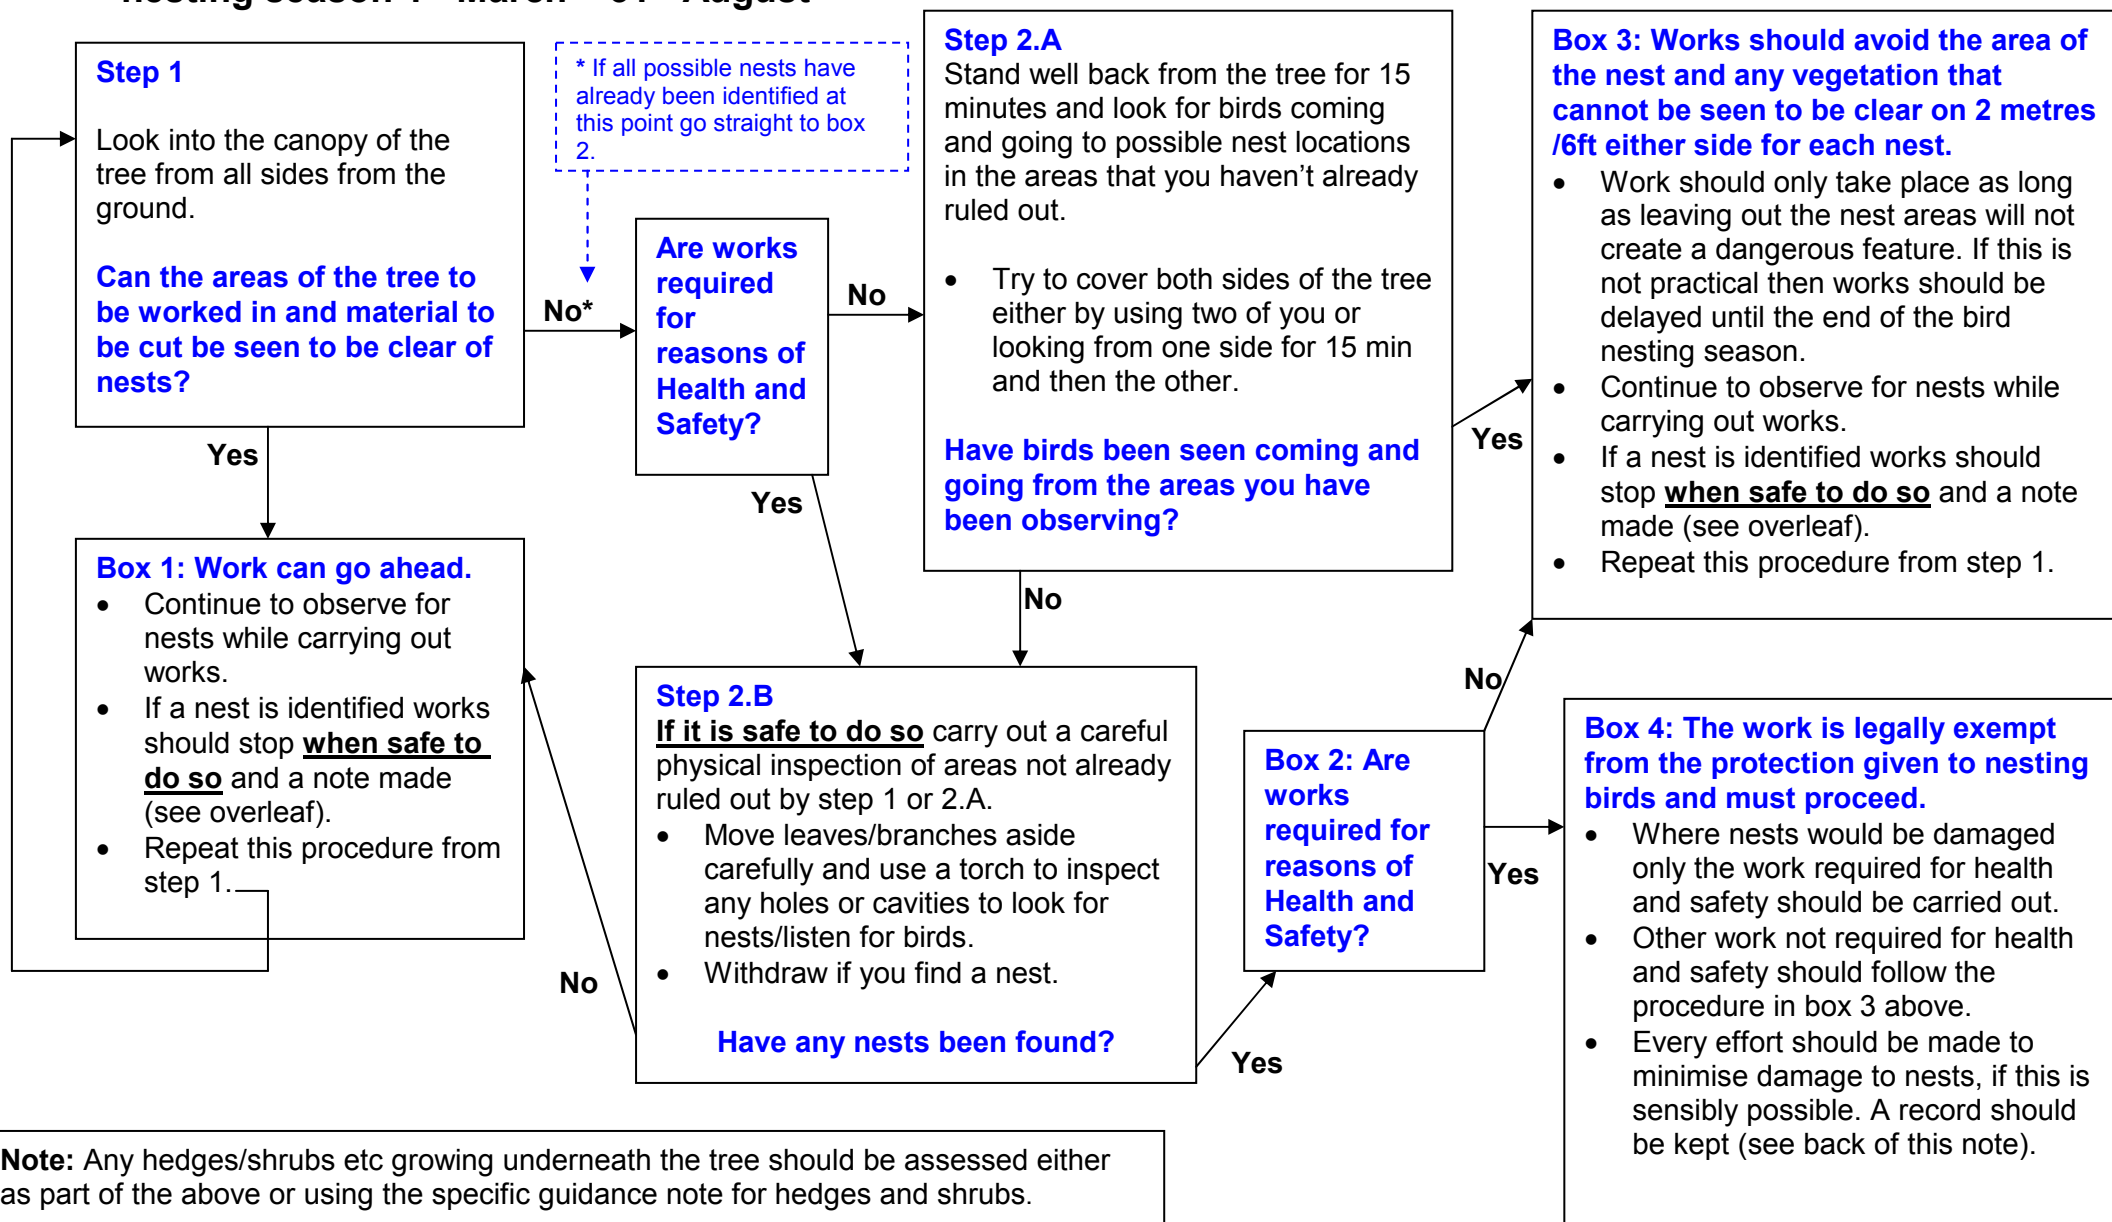 Step 1
Look into the canopy of the
tree from all sides from the
ground.
Can the areas of the tree to
be worked in and material to
be cut be seen to be clear of
nests?
* If all possible nests have
already been identified at
this point go straight to box
2.
No*
Yes
Are works
required
for
reasons of
Health and
Safety?
No
Yes
Step 2.A
Stand well back from the tree for 15
minutes and look for birds coming
and going to possible nest locations
in the areas that you haven’t already
ruled out.
• Try to cover both sides of the tree
either by using two of you or
looking from one side for 15 min
and then the other.
Have birds been seen coming and
going from the areas you have
been observing?
Yes
No
Box 3: Works should avoid the area of
the nest and any vegetation that
cannot be seen to be clear on 2 metres
/6ft either side for each nest.
• Work should only take place as long
as leaving out the nest areas will not
create a dangerous feature. If this is
not practical then works should be
delayed until the end of the bird
nesting season.
• Continue to observe for nests while
carrying out works.
• If a nest is identified works should
stop when safe to do so and a note
made (see overleaf).
• Repeat this procedure from step 1.
Box 1: Work can go ahead.
• Continue to observe for
nests while carrying out
works.
• If a nest is identified works
should stop when safe to
do so and a note made
(see overleaf).
• Repeat this procedure from
step 1.
Step 2.B
If it is safe to do so carry out a careful
physical inspection of areas not already
ruled out by step 1 or 2.A.
• Move leaves/branches aside
carefully and use a torch to inspect
any holes or cavities to look for
nests/listen for birds.
• Withdraw if you find a nest.
Have any nests been found?
No
Yes
Box 2: Are
works
required for
reasons of
Health and
Safety?
No
Yes
Box 4: The work is legally exempt
from the protection given to nesting
birds and must proceed.
• Where nests would be damaged
only the work required for health
and safety should be carried out.
• Other work not required for health
and safety should follow the
procedure in box 3 above.
• Every effort should be made to
minimise damage to nests, if this is
sensibly possible. A record should
be kept (see back of this note).
Note: Any hedges/shrubs etc growing underneath the tree should be assessed either
as part of the above or using the specific guidance note for hedges and shrubs.